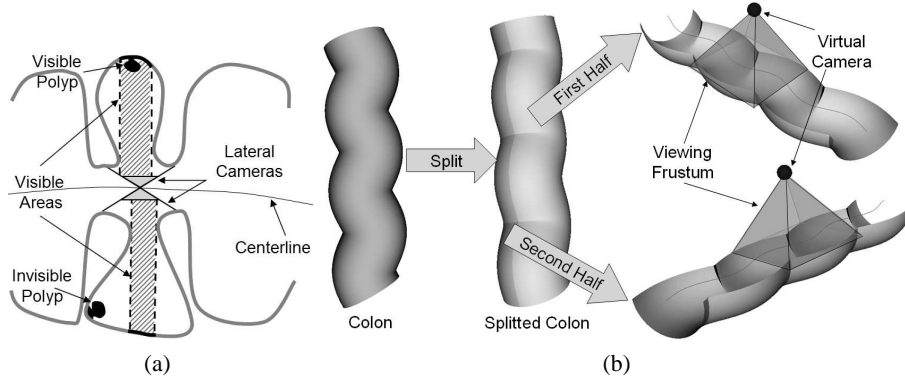 Visible
Polyp
Visible
Areas
Invisible
Polyp
Lateral
Cameras
Centerline
(a)
Colon
Split
Splitted Colon
First Half
Second Half
Virtual
Camera
Viewing
Frustum
(b)